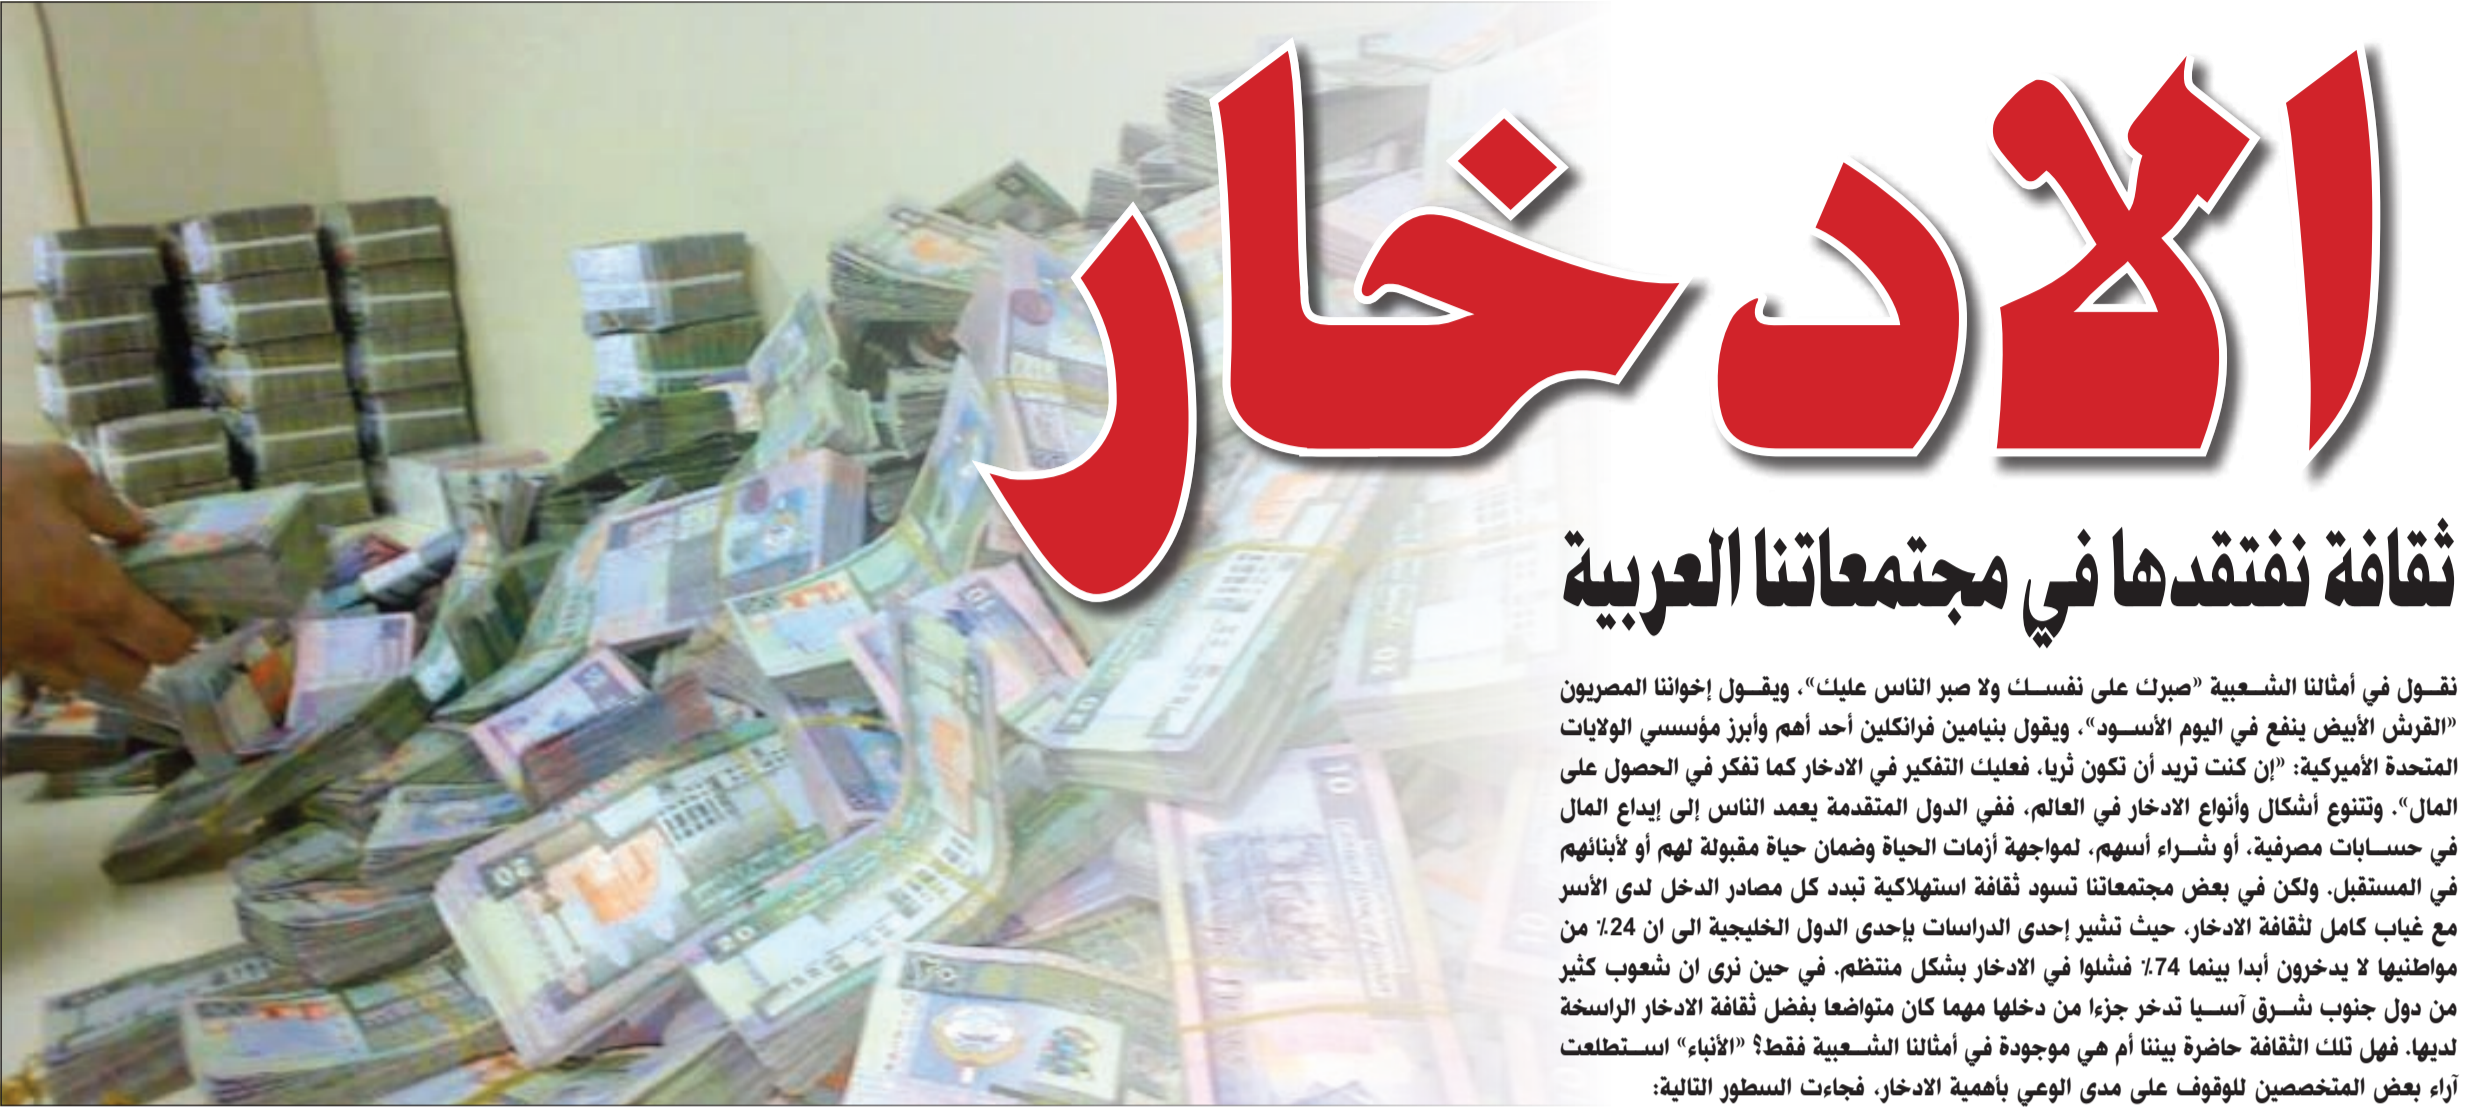 الادخار
ثقافة نفتقدها في مجتمعاتنا العربية
نقـول في أمثالنا الشـعبية «صبرك على نفسـك ولا صبر الناس عليك»، ويقـول إخواننا المصريون
«القرش الأبيض ينفع في اليوم الأسـود»، ويقول بنيامين فرانكلين أحد أهم وأبرز مؤسسي الولايات
المتحدة الأميركية: «إن كنت تريد أن تكون ثريا، فعليك التفكير في الادخار كما تفكر في الحصول على
المال». وتتنوع أشكال وأنواع الادخار في العالم، ففي الدول المتقدمة يعمد الناس إلى إيداع المال
في حسـابات مصرفية، أو شـراء أسهم، لمواجهة أزمات الحياة وضمان حياة مقبولة لهم أو لأبنائهم
في المستقبل. ولكن في بعض مجتمعاتنا تسود ثقافة استهلاكية تبدد كل مصادر الدخل لدى الأسر
مع غياب كامل لثقافة الادخار، حيث تشير إحدى الدراسات بإحدى الدول الخليجية الى ان 24٪ من
مواطنيها لا يدخرون أبدا بينما 74٪ فشلوا في الادخار بشكل منتظم، في حين نرى ان شعوب كثير
من دول جنوب شـرق آسـيا تدخر جزءا من دخلها مهما كان متواضعا بفضل ثقافة الادخار الراسخة
لديها. فهل تلك الثقافة حاضرة بيننا أم هي موجودة في أمثالنا الشـعبية فقط؟ «الأنباء» اسـتطلعت
آراء بعض المتخصصين للوقوف على مدى الوعي بأهمية الادخار، فجاءت السطور التالية:
20
20
10
10